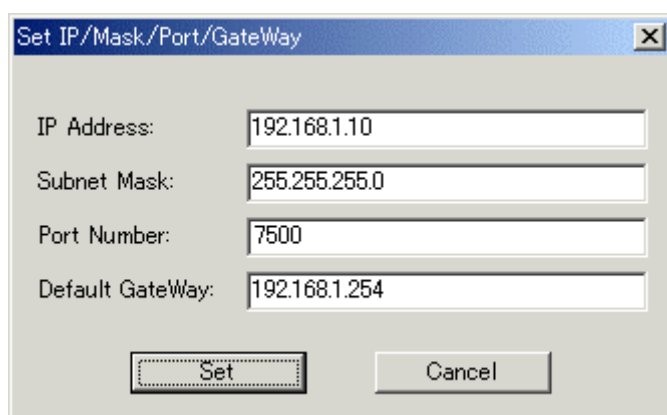 Set IP/Mask/Port/GateWay
IP Address: 192.168.1.10
Subnet Mask: 255.255.255.0
Port Number: 7500
Default GateWay: 192.168.1.254
Set Cancel